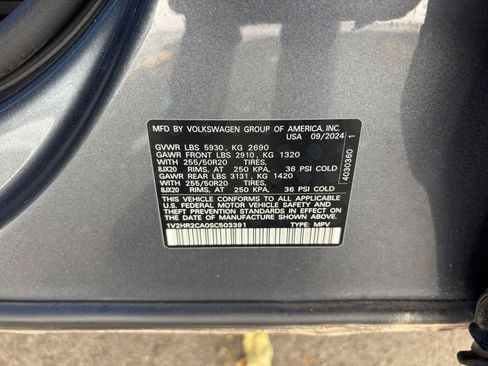 MFD BY VOLKSWAGEN GROUP OF AMERICA, INC.
USA 09/2024
GVWR LBS 5930, KG 2690
GAWR FRONT LBS 2910, KG 1320
WITH 255/50R20 TIRES,
8JX20 RIMS, AT 250 KPA, 36 PSI COLD
GAWR REAR LBS 3131, KG 1420
WITH 255/50R20 TIRES,
8JX20 RIMS, AT 250 KPA, 36 PSI COLD
THIS VEHICLE CONFORMS TO ALL APPLICABLE
U.S. FEDERAL MOTOR VEHICLE SAFETY AND
THEFT PREVENTION STANDARDS IN EFFECT ON THE
DATE OF MANUFACTURE SHOWN ABOVE.
1V2HR2CA0SC503391 TYPE: MPV
4030360 1